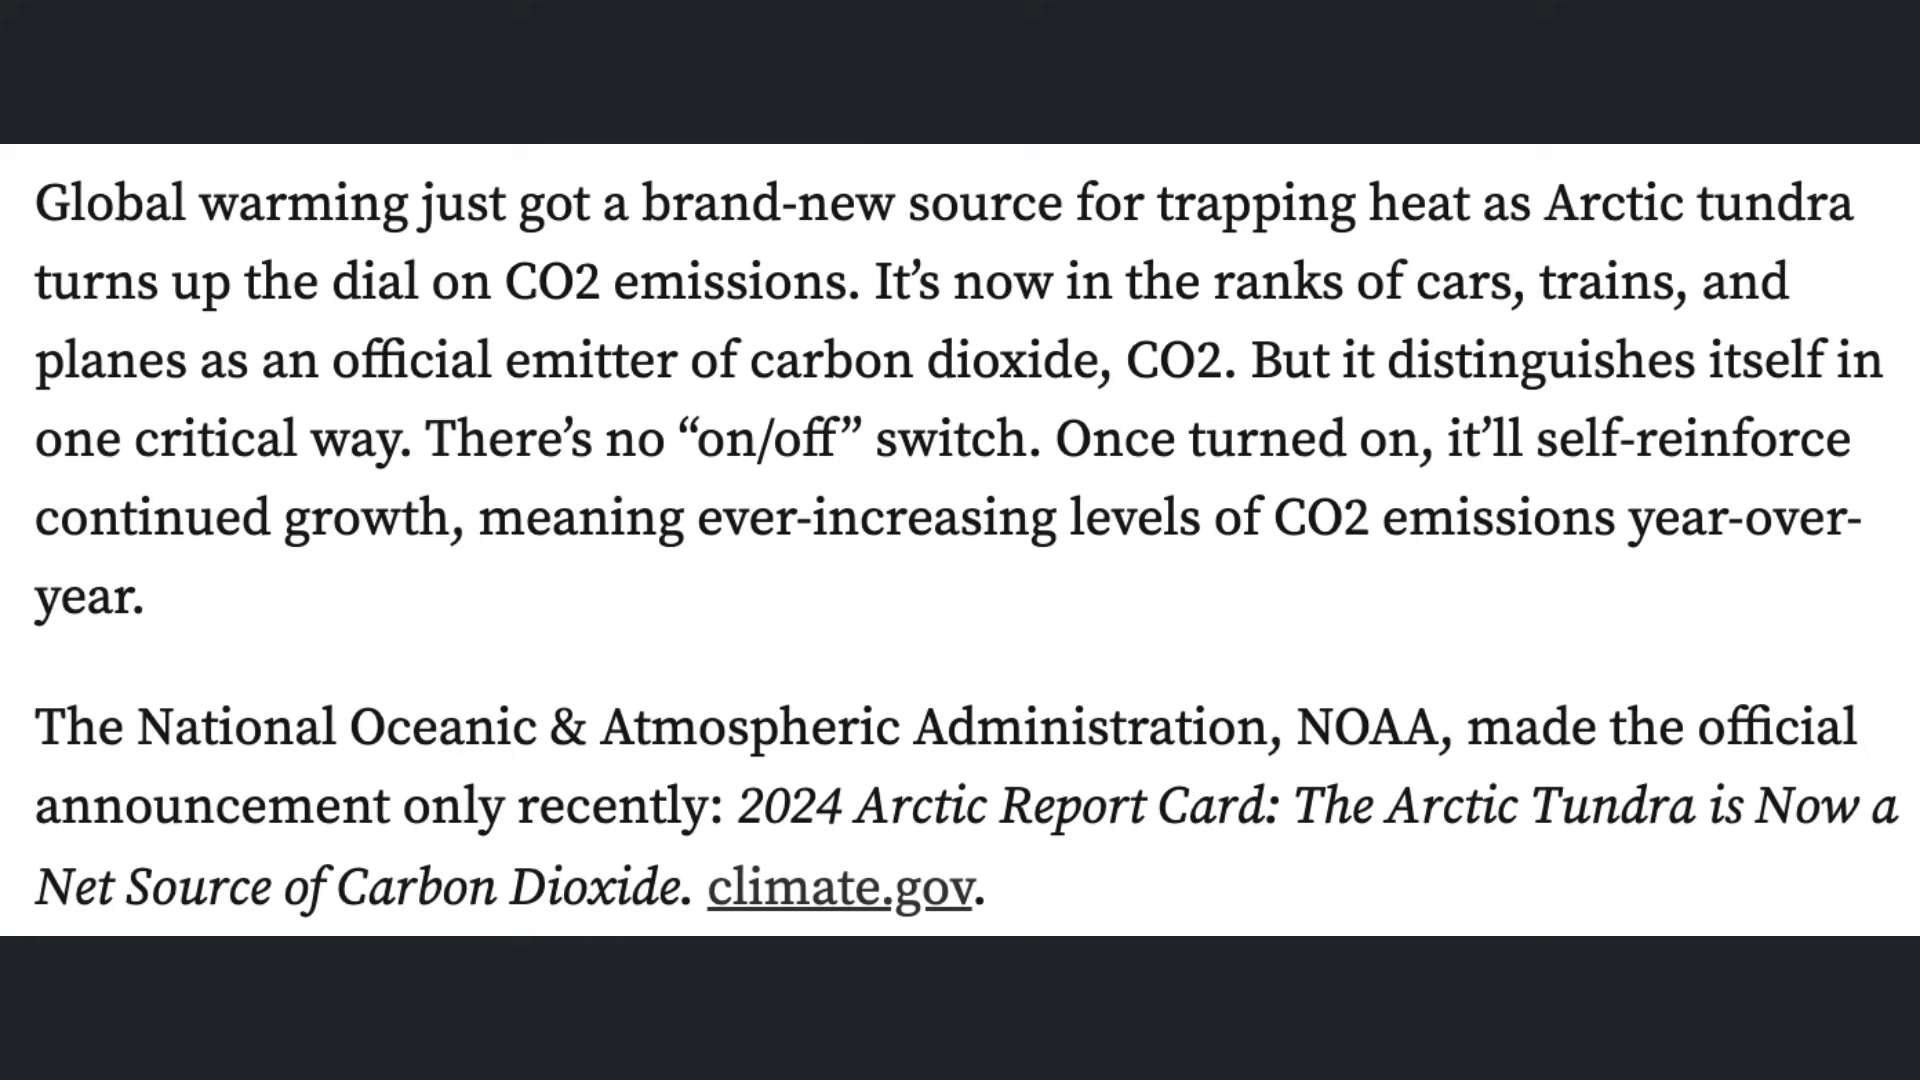 Global warming just got a brand-new source for trapping heat as Arctic tundra
turns up the dial on CO2 emissions. It’s now in the ranks of cars, trains, and
planes as an official emitter of carbon dioxide, CO2. But it distinguishes itself in
one critical way. There’s no “on/off” switch. Once turned on, it’ll self-reinforce
continued growth, meaning ever-increasing levels of CO2 emissions year-over-
year.
The National Oceanic & Atmospheric Administration, NOAA, made the official
announcement only recently: 2024 Arctic Report Card: The Arctic Tundra is Now a
Net Source of Carbon Dioxide. climate.gov.